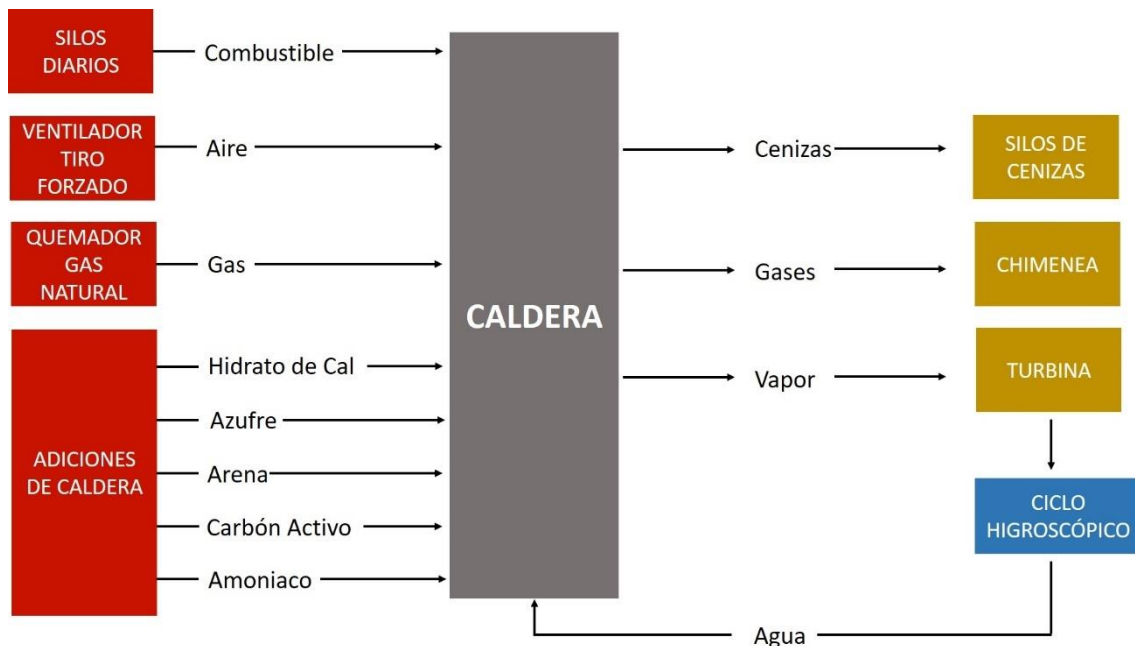 SILOS
DIARIOS
Combustible
VENTILADOR
TIRO
FORZADO
Aire
QUEMADOR
GAS
NATURAL
Gas
ADICIONES
DE CALDERA
Hidrato de Cal
Azufre
Arena
Carbón Activo
Amoniaco
CALDERA
Cenizas
SILOS DE
CENIZAS
Gases
CHIMENEA
Vapor
TURBINA
CICLO
HIGROSCÓPICO
Agua